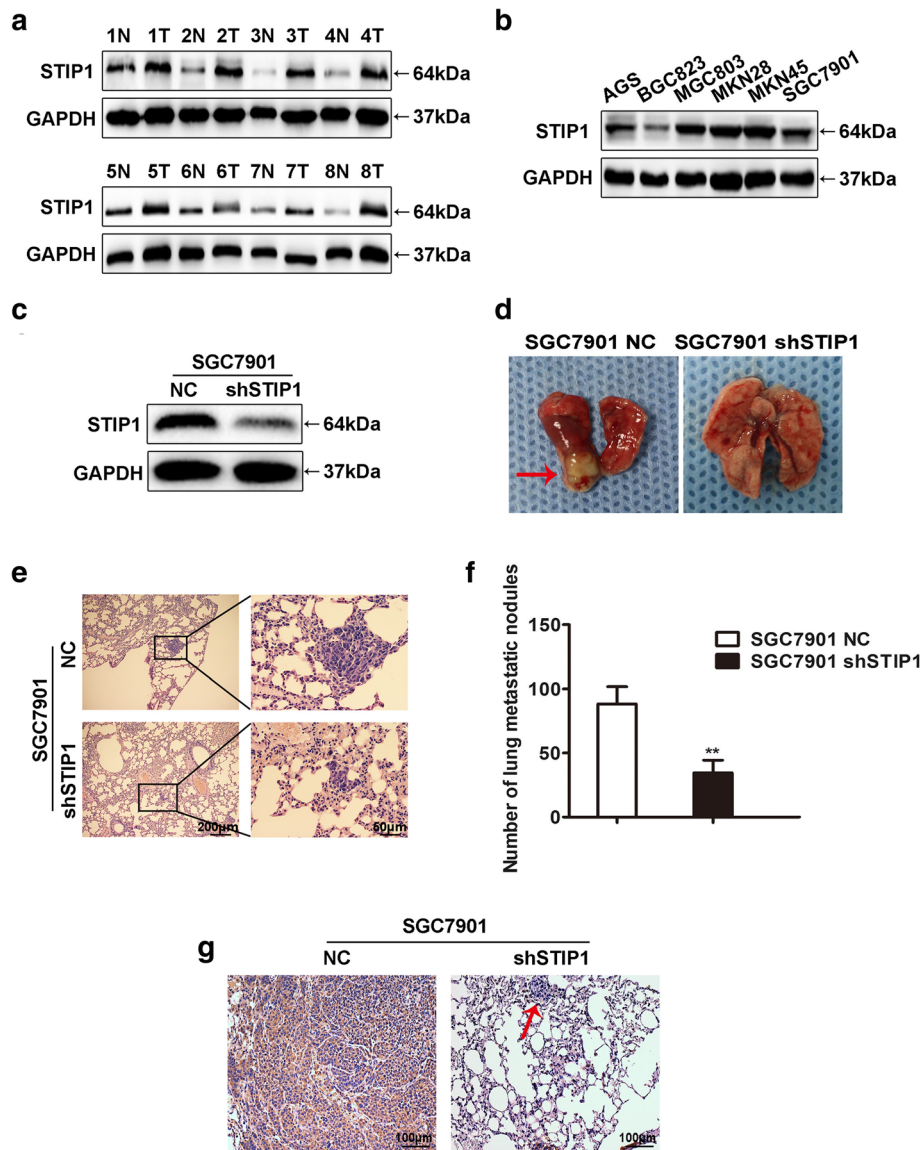 a
1N 1T 2N 2T 3N 3T 4N 4T
STIP1 ←64kDa
GAPDH ←37kDa
5N 5T 6N 6T 7N 7T 8N 8T
STIP1 ←64kDa
GAPDH ←37kDa
b
AGS BGC823 MGC803 MKN28 MKN45 SGC7901
STIP1 ←64kDa
GAPDH ←37kDa
c
SGC7901
NC shSTIP1
STIP1 ←64kDa
GAPDH ←37kDa
d
SGC7901 NC SGC7901 shSTIP1
e
SGC7901
NC
shSTIP1
200μm
50μm
f
Number of lung metastatic nodules
150
100
50
0
**
SGC7901 NC
SGC7901 shSTIP1
g
SGC7901
NC shSTIP1
100μm
100μm